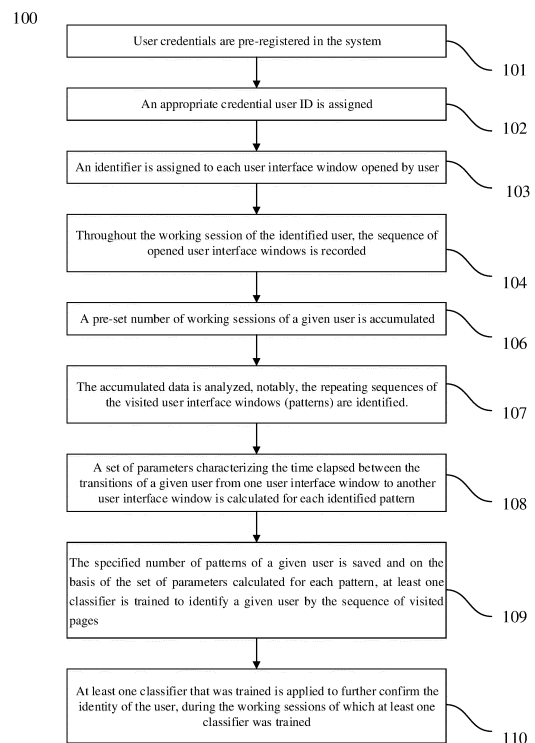 100
User credentials are pre-registered in the system
101
An appropriate credential user ID is assigned
102
An identifier is assigned to each user interface window opened by user
103
Throughout the working session of the identified user, the sequence of
opened user interface windows is recorded
104
A pre-set number of working sessions of a given user is accumulated
106
The accumulated data is analyzed, notably, the repeating sequences of
the visited user interface windows (patterns) are identified.
107
A set of parameters characterizing the time elapsed between the
transitions of a given user from one user interface window to another
user interface window is calculated for each identified pattern
108
The specified number of patterns of a given user is saved and on the
basis of the set of parameters calculated for each pattern, at least one
classifier is trained to identify a given user by the sequence of visited
pages
109
At least one classifier that was trained is applied to further confirm the
identity of the user, during the working sessions of which at least one
classifier was trained
110